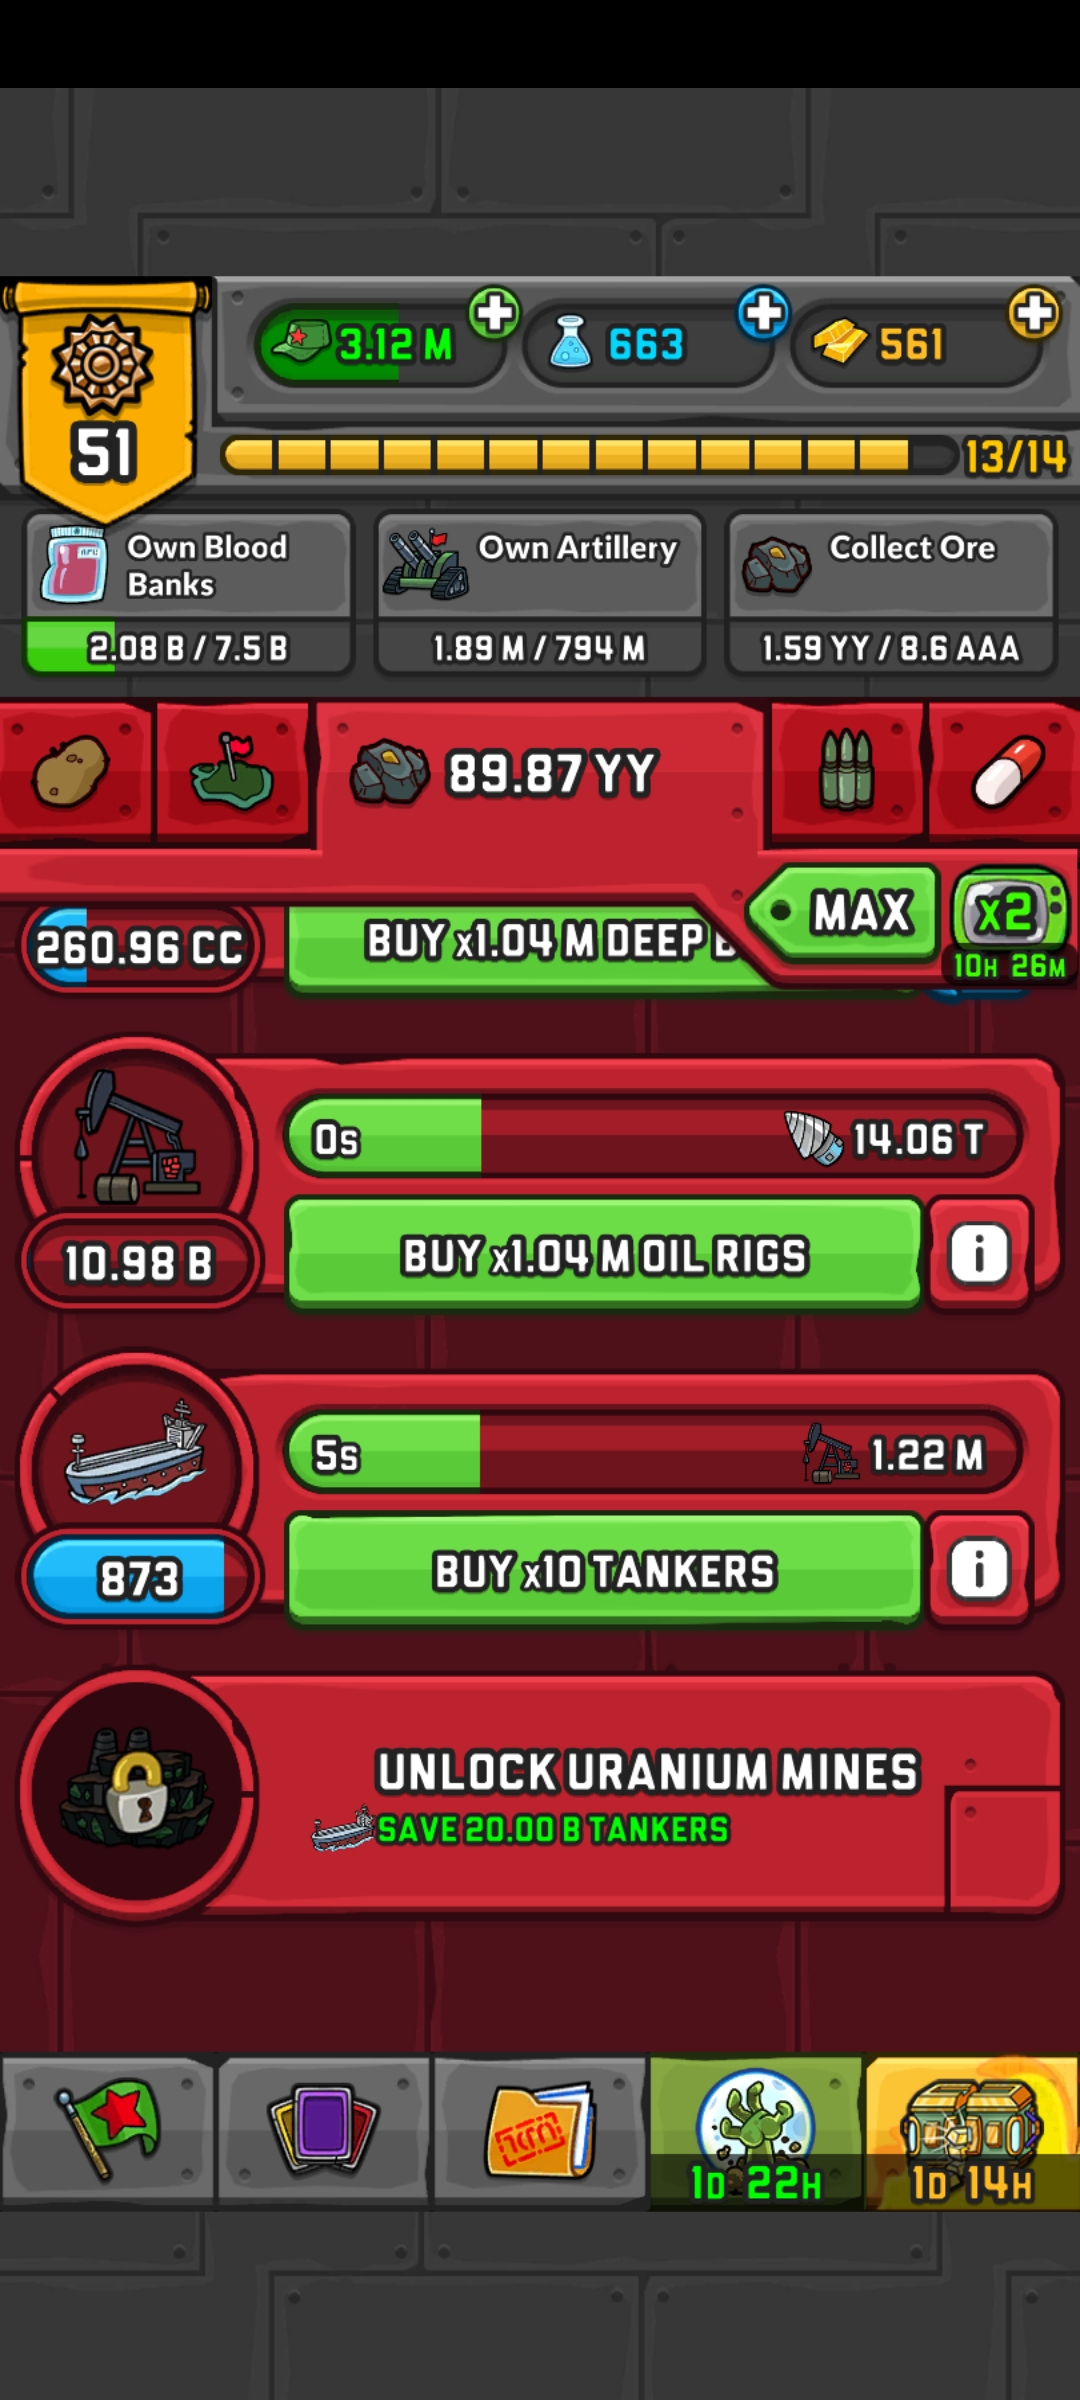 3.12 M
663
561
51
13/14
Own Blood
Banks
2.08 B / 7.5 B
Own Artillery
1.89 M / 794 M
Collect Ore
1.59 YY / 8.6 AAA
89.87 YY
MAX
x2
10H 26M
260.96 CC
BUY x1.04 M DEEP
0s
14.06 T
10.98 B
BUY x1.04 M OIL RIGS
i
5s
1.22 M
873
BUY x10 TANKERS
i
UNLOCK URANIUM MINES
SAVE 20.00 B TANKERS
1D 22H
1D 14H